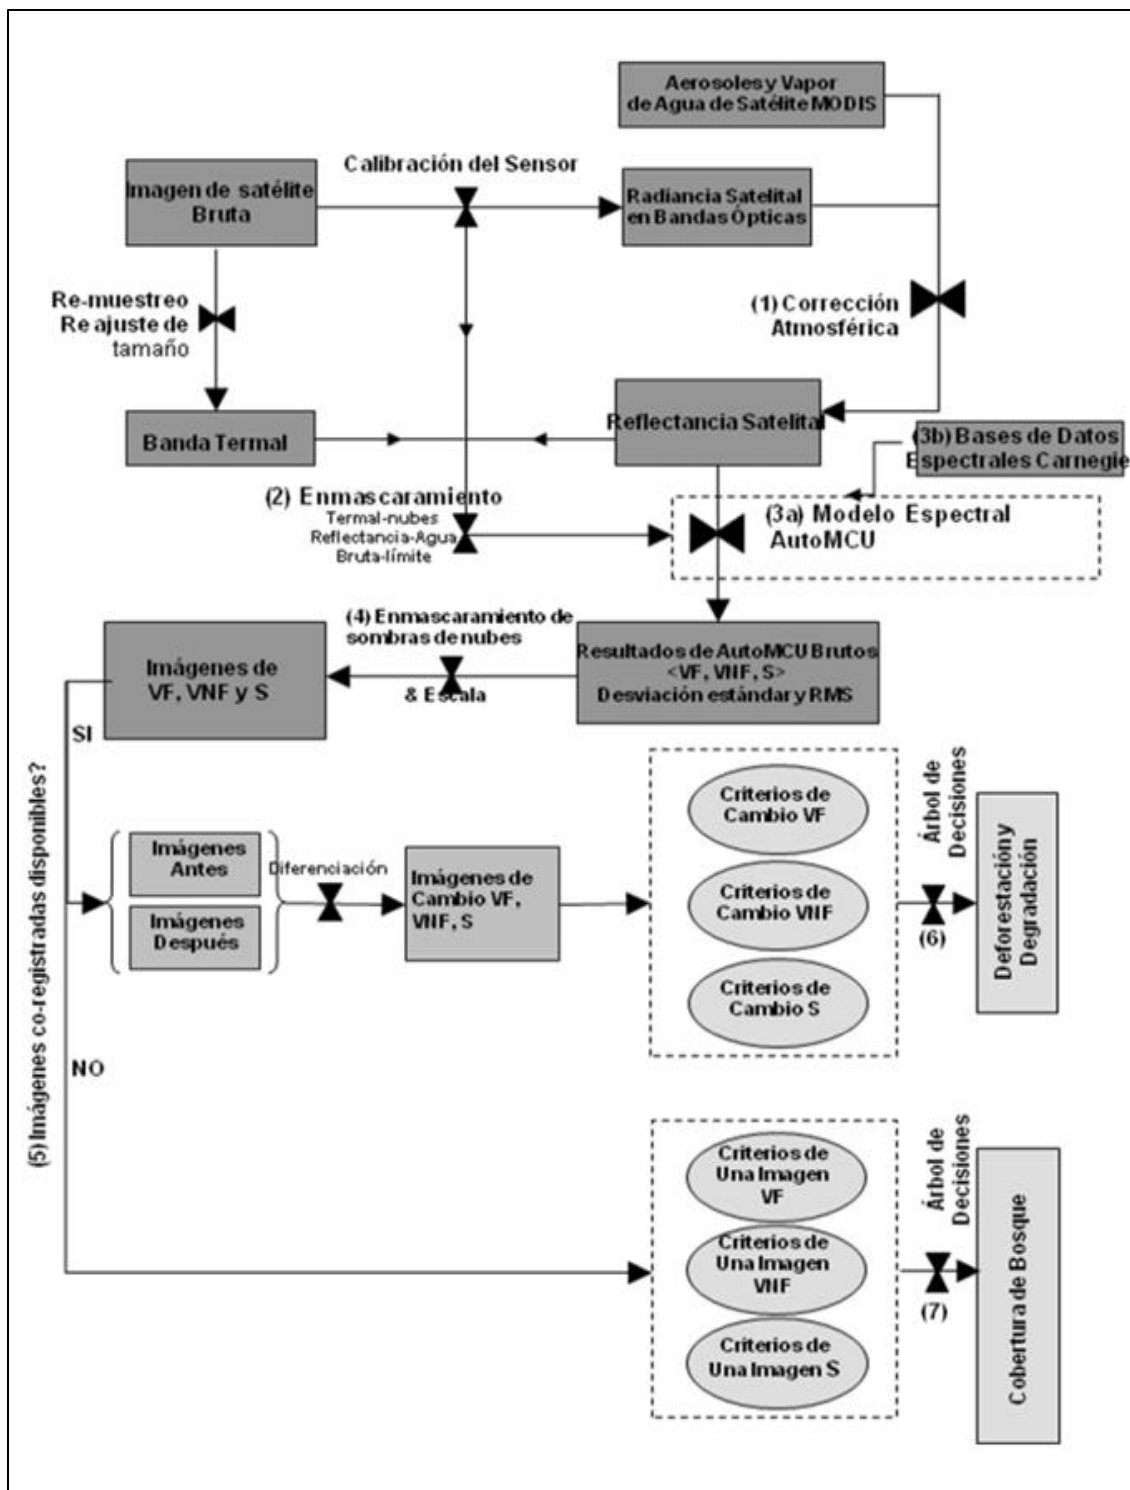 Aerosoles y Vapor
de Agua de Satélite MODIS
Calibración del Sensor
Imagen de satélite
Bruta
Radiancia Satelital
en Bandas Ópticas
Re-muestreo
Re ajuste de
tamaño
(1) Corrección
Atmosférica
Banda Termal
Reflectancia Satelital
(3b) Bases de Datos
Espectrales Carnegie
(2) Enmascaramiento
Termal-nubes
Reflectancia-Agua
Bruta-límite
(3a) Modelo Espectral
AutoMCU
(4) Enmascaramiento de
sombras de nubes
& Escala
Imágenes de
VF, VNF y S
Resultados de AutoMCU Brutos
<VF, VNF, S>
Desviación estándar y RMS
SI
(5) Imágenes co-registradas disponibles?
Imágenes
Antes
Imágenes
Después
Diferenciación
Imágenes de
Cambio VF,
VNF, S
Criterios de
Cambio VF
Criterios de
Cambio VNF
Criterios de
Cambio S
Árbol de
Decisiones
(6)
Deforestación y
Degradación
NO
Criterios de
Una Imagen
VF
Criterios de
Una Imagen
VNF
Criterios de
Una Imagen S
Árbol de
Decisiones
(7)
Cobertura de Bosque